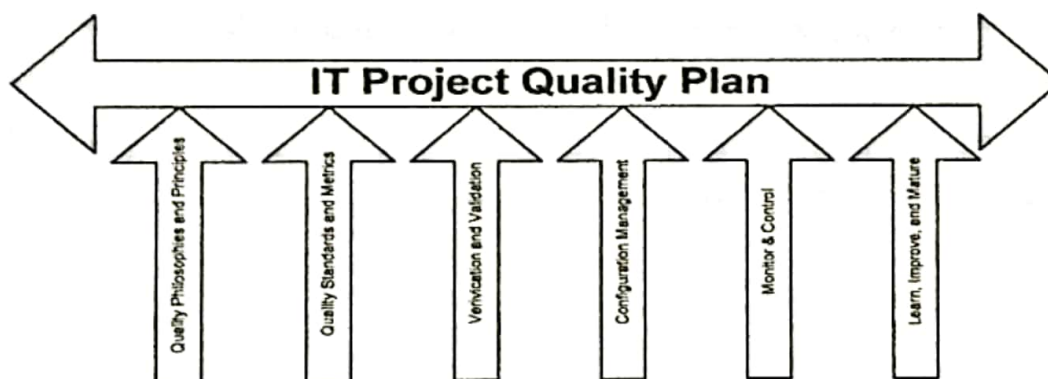 IT Project Quality Plan
Quality Philosophies and Principles
Quality Standards and Metrics
Verivication and Validation
Configuration Management
Monitor & Control
Learn, Improve, and Mature